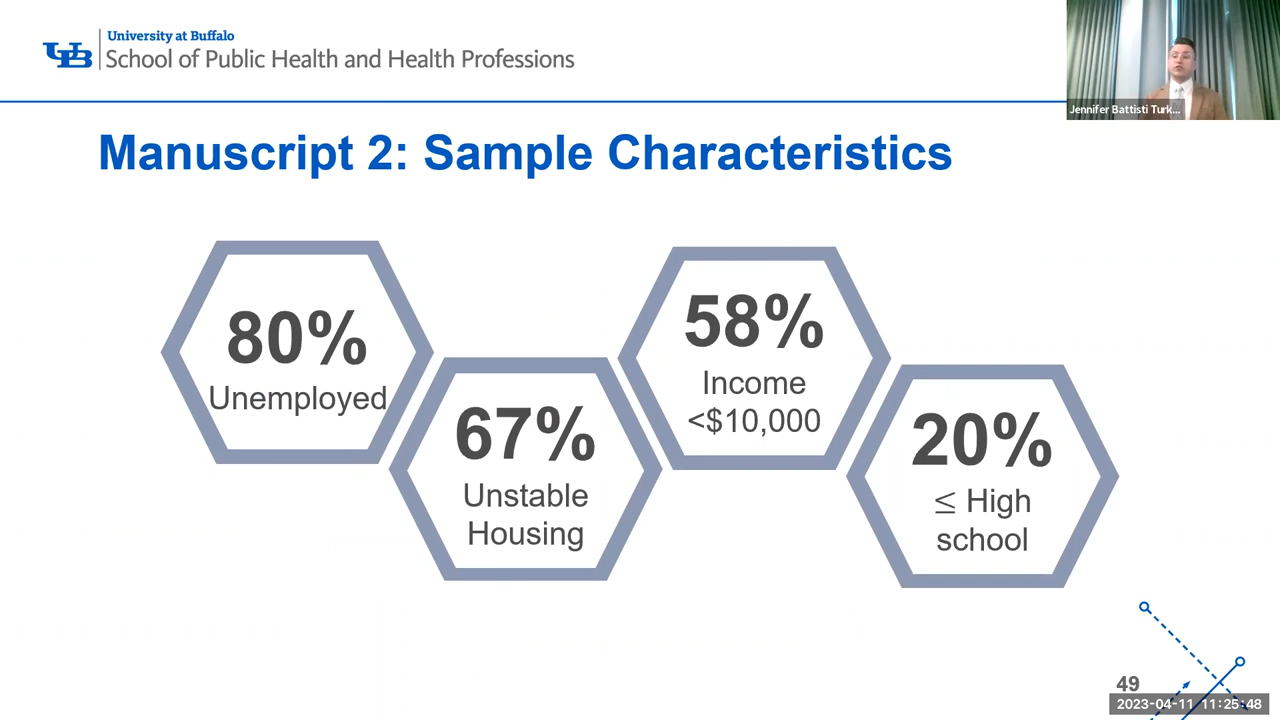 UB
University at Buffalo
School of Public Health and Health Professions
Jennifer Battisti Turk...
Manuscript 2: Sample Characteristics
80%
Unemployed
67%
Unstable
Housing
58%
Income
<$10,000
20%
≤ High
school
49
2023-04-11 11:25:48